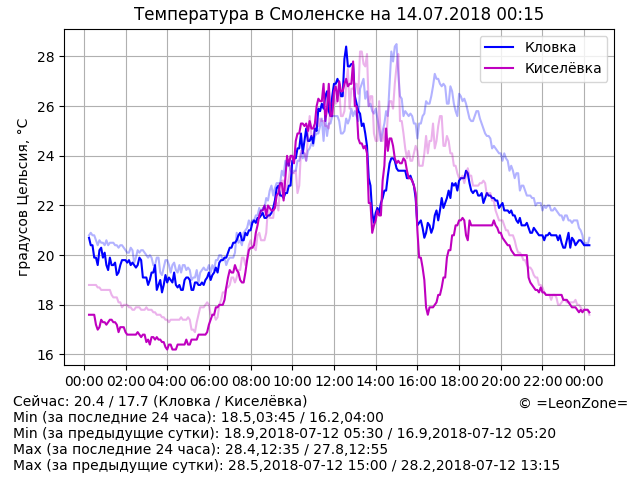 Температура в Смоленске на 14.07.2018 00:15
Кловка
Киселёвка
градусов Цельсия, °C
28
26
24
22
20
18
16
00:00 02:00 04:00 06:00 08:00 10:00 12:00 14:00 16:00 18:00 20:00 22:00 00:00
Сейчас: 20.4 / 17.7 (Кловка / Киселёвка)
© =LeonZone=
Min (за последние 24 часа): 18.5,03:45 / 16.2,04:00
Min (за предыдущие сутки): 18.9,2018-07-12 05:30 / 16.9,2018-07-12 05:20
Max (за последние 24 часа): 28.4,12:35 / 27.8,12:55
Max (за предыдущие сутки): 28.5,2018-07-12 15:00 / 28.2,2018-07-12 13:15